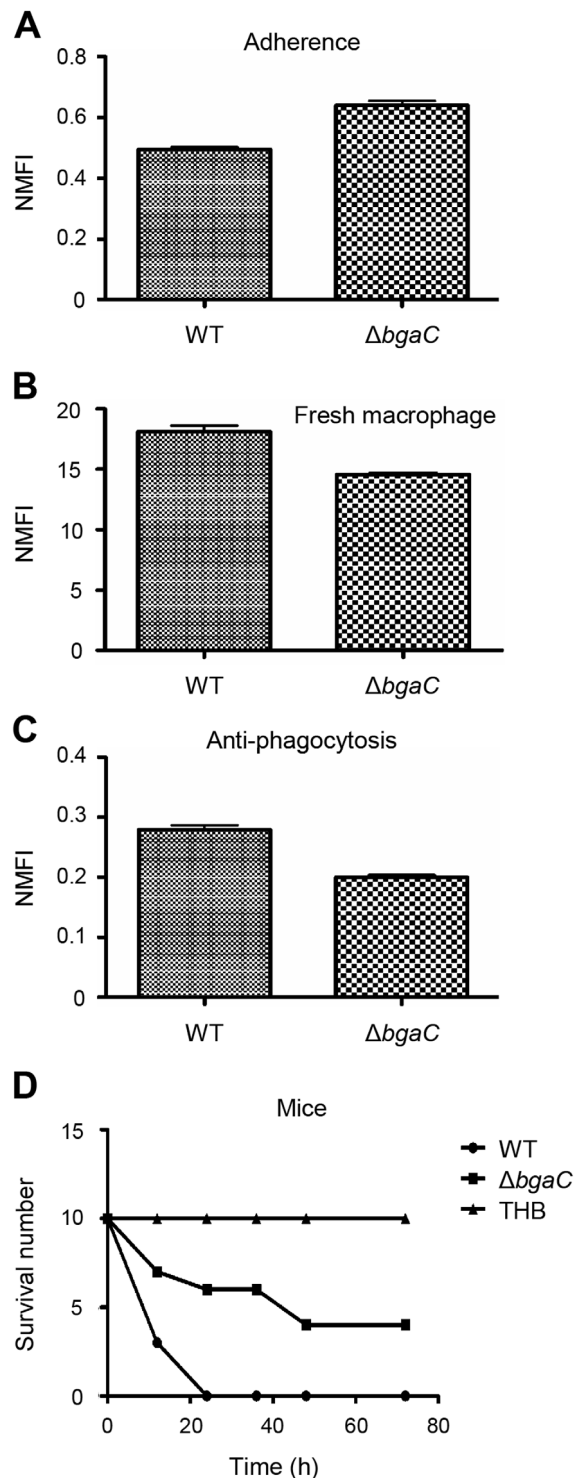 A
Adherence
0.8
0.6
0.4
0.2
0
NMFI
WT
ΔbgaC
B
Fresh macrophage
20
15
10
5
0
NMFI
WT
ΔbgaC
C
Anti-phagocytosis
0.4
0.3
0.2
0.1
0
NMFI
WT
ΔbgaC
D
Mice
15
10
5
0
Survival number
WT
ΔbgaC
THB
0 20 40 60 80
Time (h)